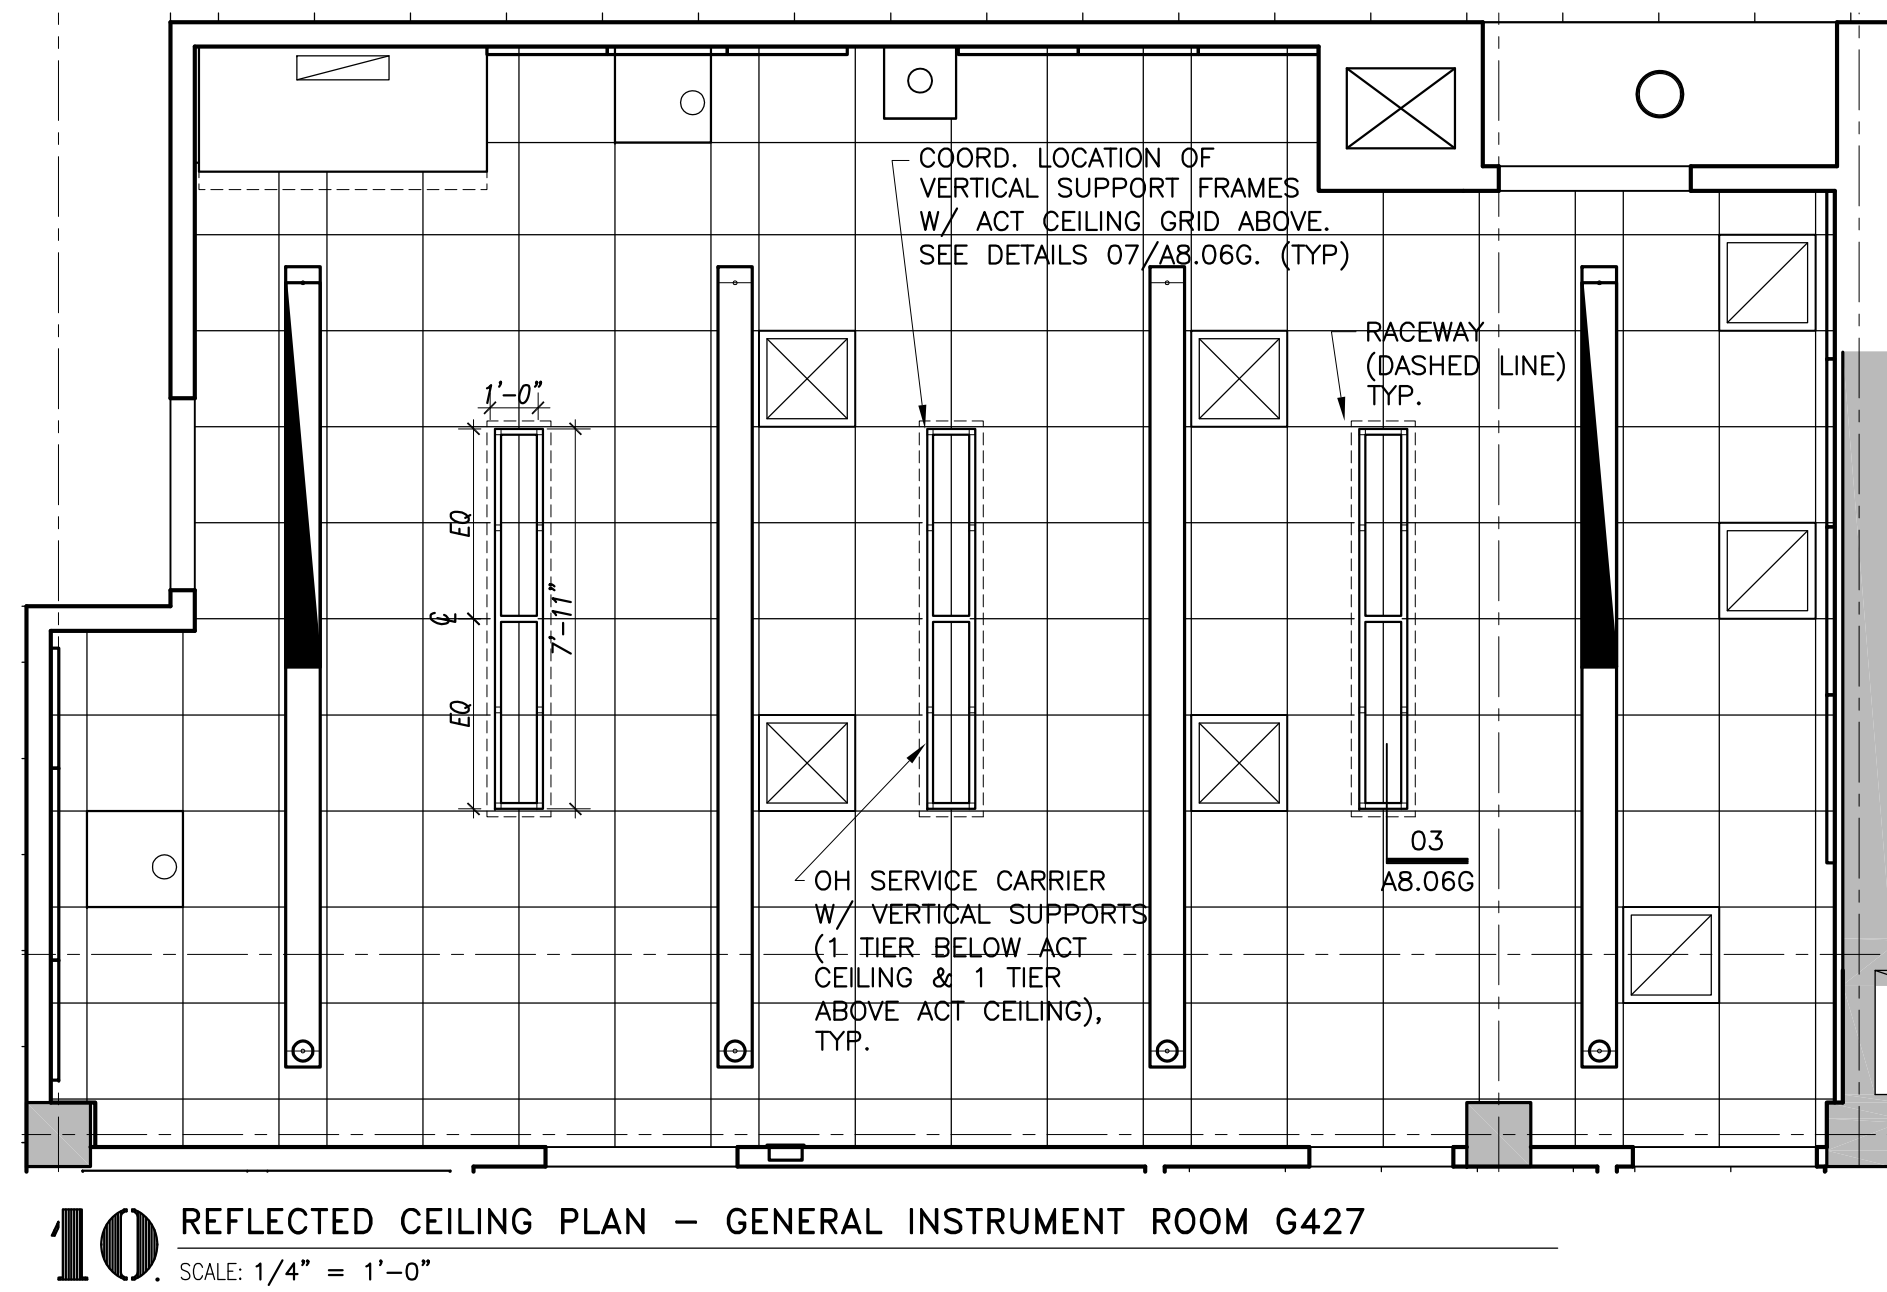 COORD. LOCATION OF
VERTICAL SUPPORT FRAMES
W/ ACT CEILING GRID ABOVE.
SEE DETAILS 07/A8.06G. (TYP)
RACEWAY
(DASHED LINE)
TYP.
1'-0"
EQ
℄
7'-11"
EQ
03
A8.06G
OH SERVICE CARRIER
W/ VERTICAL SUPPORTS
(1 TIER BELOW ACT
CEILING & 1 TIER
ABOVE ACT CEILING),
TYP.
10.
REFLECTED CEILING PLAN - GENERAL INSTRUMENT ROOM G427
SCALE: 1/4" = 1'-0"